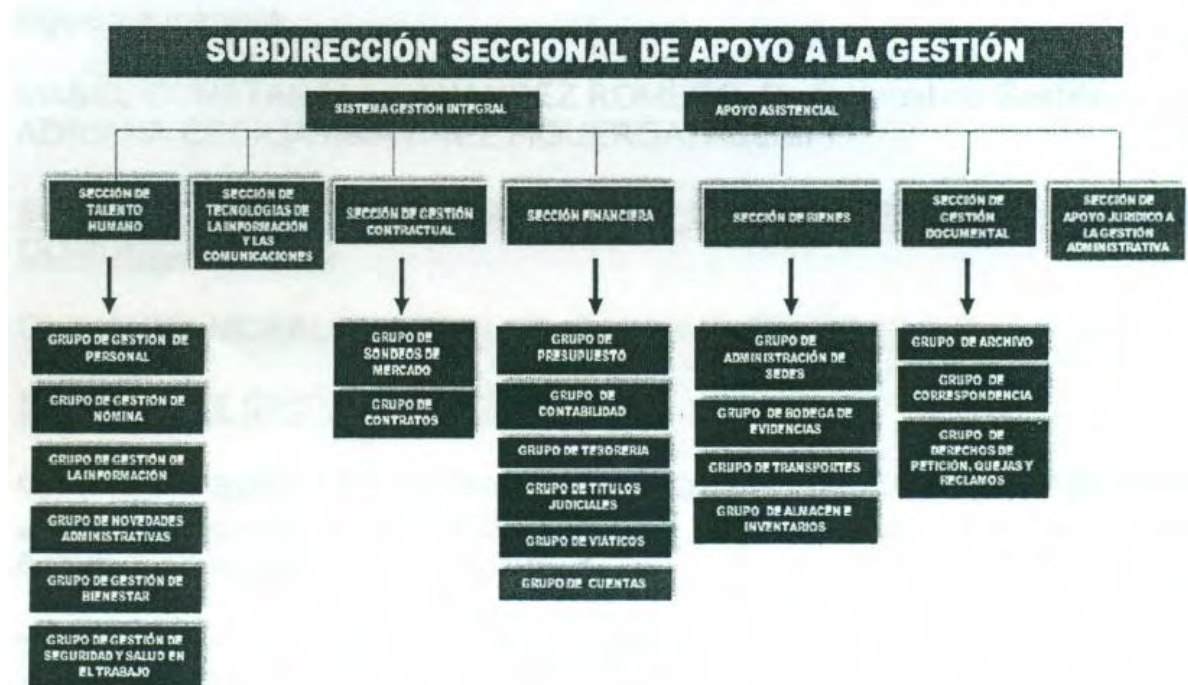 SUBDIRECCIÓN SECCIONAL DE APOYO A LA GESTIÓN
SISTEMA GESTIÓN INTEGRAL
APOYO ASISTENCIAL
SECCIÓN DE
TALENTO
HUMANO
SECCIÓN DE
TECNOLOGIAS DE
LA INFORMACIÓN
Y LAS
COMUNICACIONES
SECCIÓN DE GESTIÓN
CONTRACTUAL
SECCIÓN FINANCIERA
SECCIÓN DE BIENES
SECCIÓN DE
GESTIÓN
DOCUMENTAL
SECCIÓN DE
APOYO JURIDICO A
LA GESTIÓN
ADMINISTRATIVA
GRUPO DE GESTIÓN DE
PERSONAL
GRUPO DE GESTIÓN DE
NOMINA
GRUPO DE GESTIÓN DE
LA INFORMACIÓN
GRUPO DE NOVEDADES
ADMINISTRATIVAS
GRUPO DE GESTIÓN DE
BIENESTAR
GRUPO DE GESTIÓN DE
SEGURIDAD Y SALUD EN
EL TRABAJO
GRUPO DE
SONDEOS DE
MERCADO
GRUPO DE
CONTRATOS
GRUPO DE
PRESUPUESTO
GRUPO DE
CONTABILIDAD
GRUPO DE TESORERIA
GRUPO DE TITULOS
JUDICIALES
GRUPO DE VIÁTICOS
GRUPO DE CUENTAS
GRUPO DE
ADMINISTRACIÓN DE
SEDES
GRUPO DE BODEGA DE
EVIDENCIAS
GRUPO DE TRANSPORTES
GRUPO DE ALMACÉN E
INVENTARIOS
GRUPO DE ARCHIVO
GRUPO DE
CORRESPONDENCIA
GRUPO DE
DERECHOS DE
PETICIÓN, QUEJAS Y
RECLAMOS